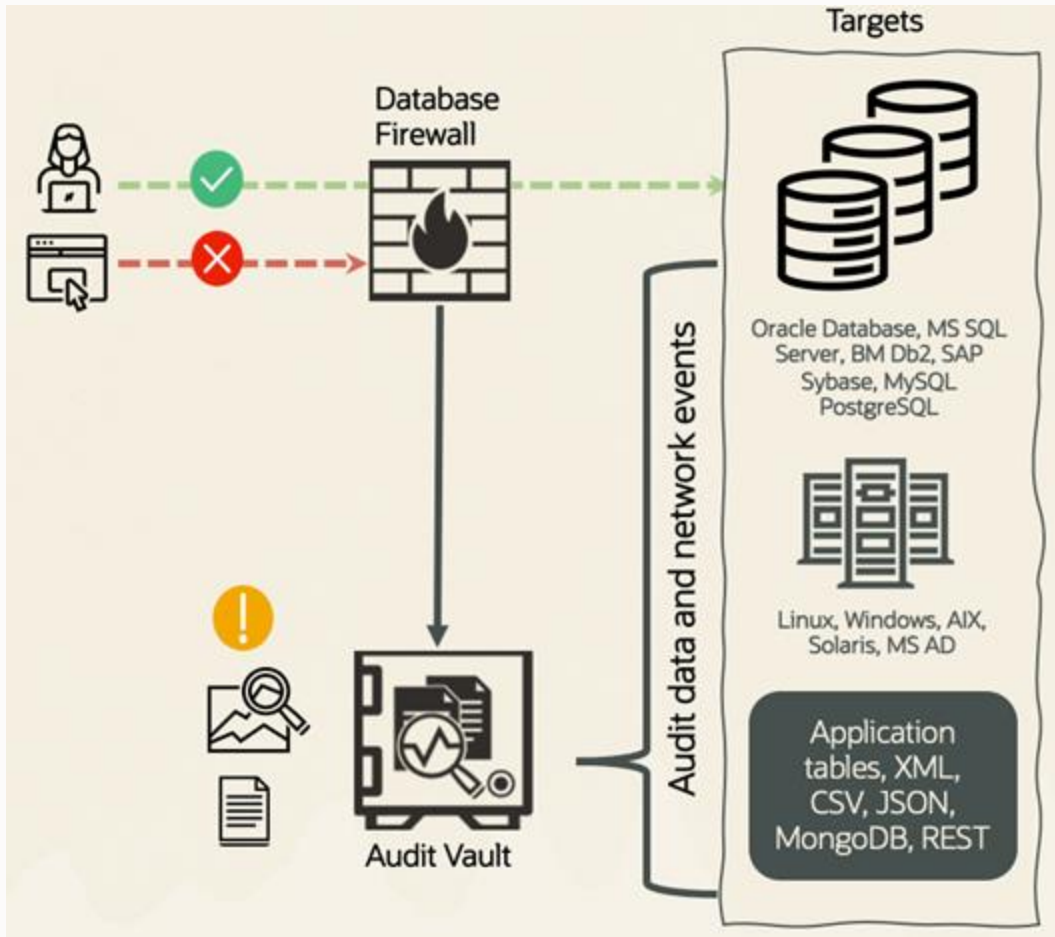 Targets
Database
Firewall
Oracle Database, MS SQL
Server, BM Db2, SAP
Sybase, MySQL
PostgreSQL
Audit data and network events
Linux, Windows, AIX,
Solaris, MS AD
Application
tables, XML,
CSV, JSON,
MongoDB, REST
Audit Vault